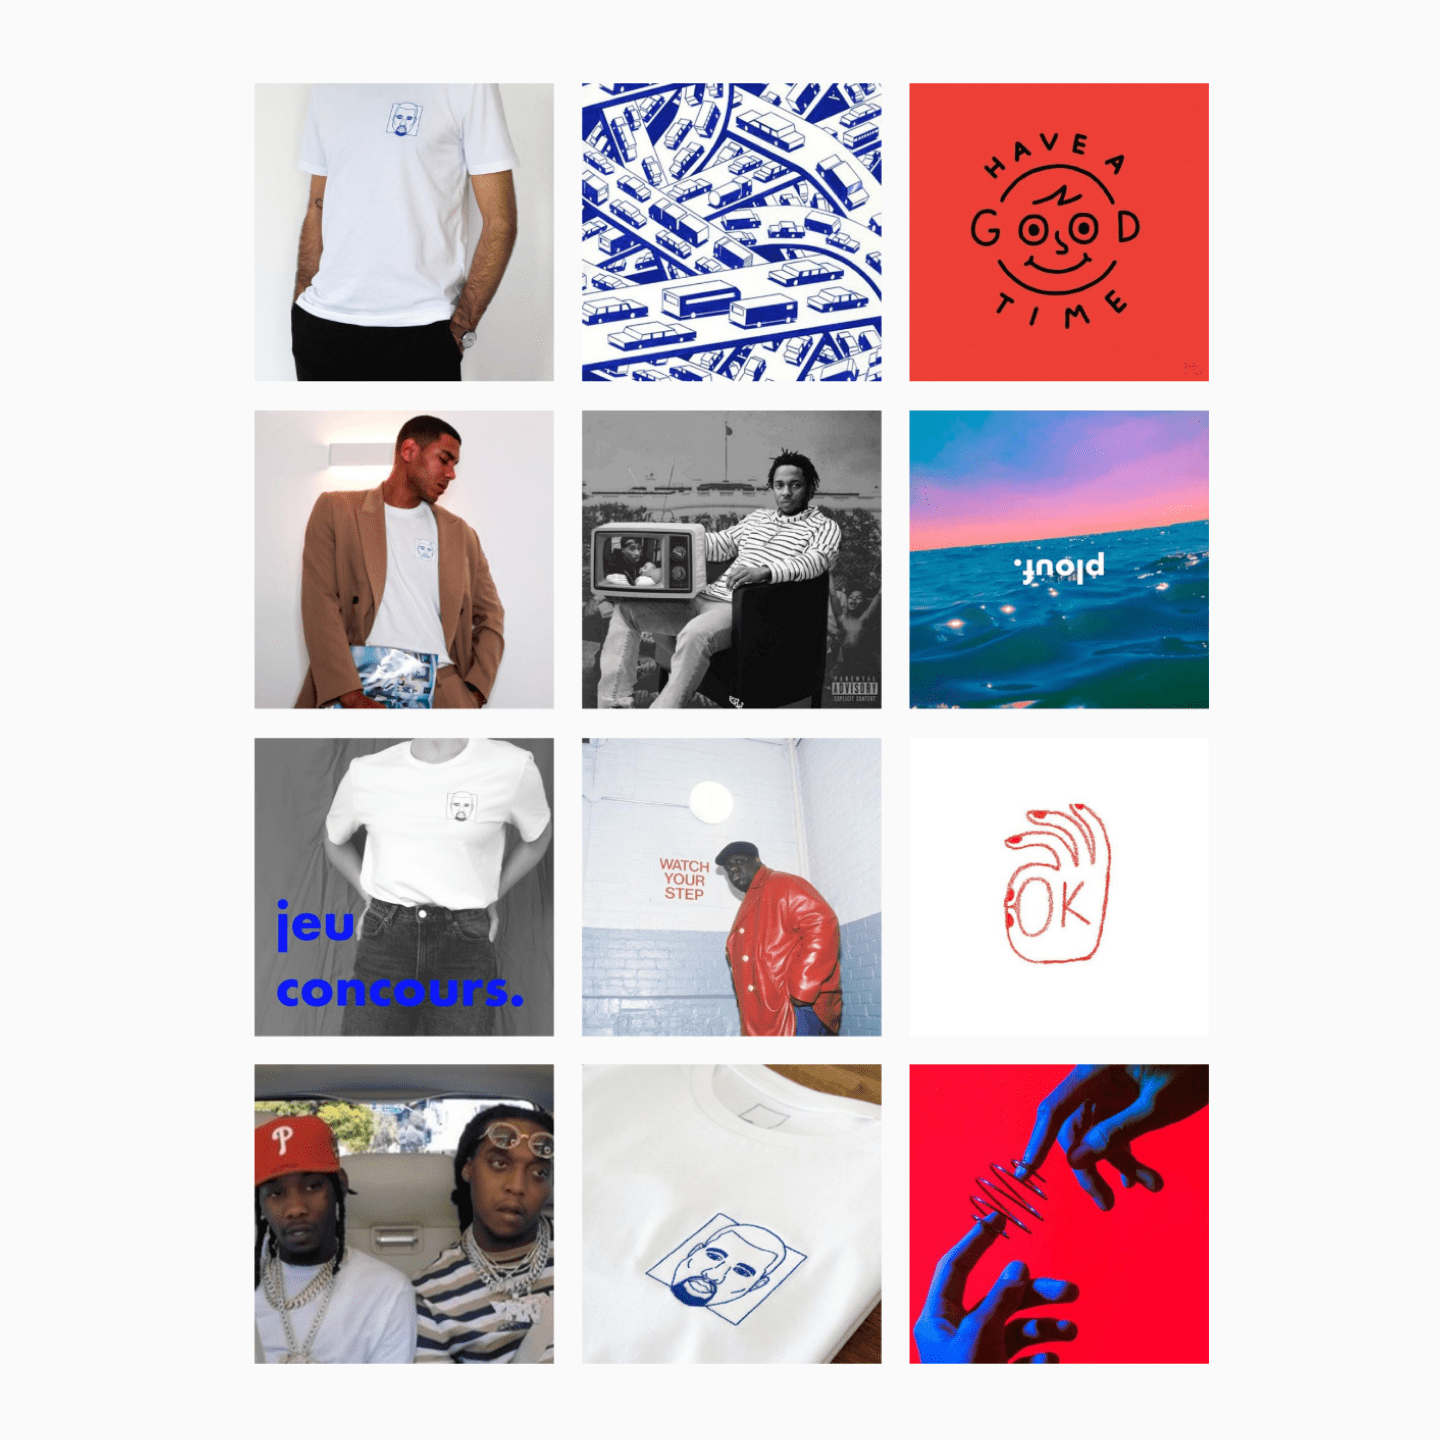 HAVE A
GOOD
TIME
plouf.
PARENTAL
ADVISORY
EXPLICIT CONTENT
jeu
concours.
WATCH
YOUR
STEP
OK
P